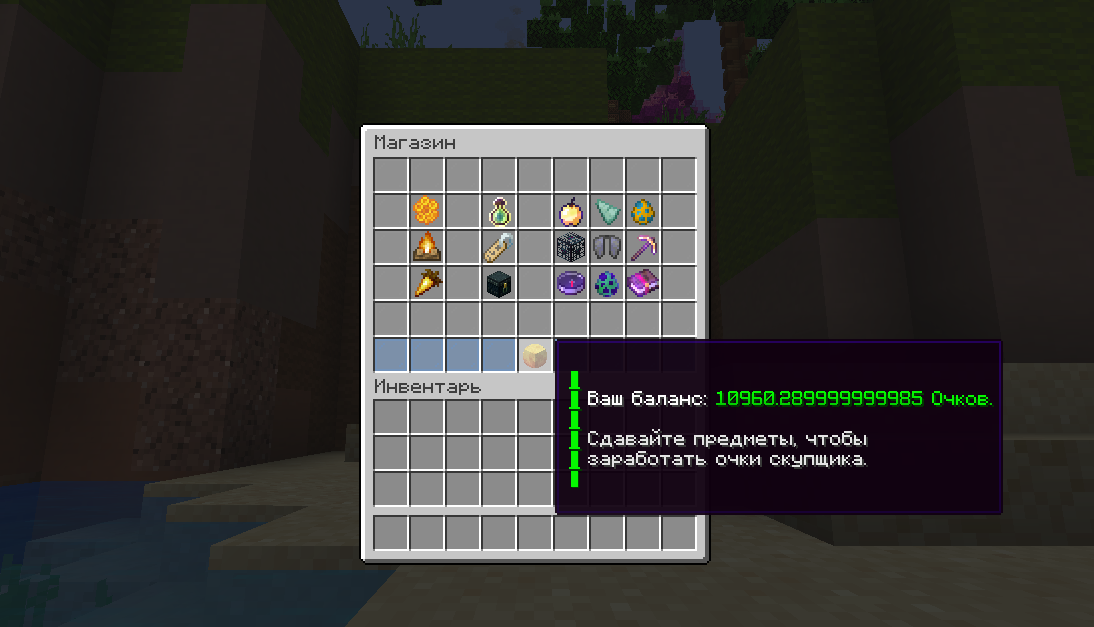 Магазин
Инвентарь
Ваш баланс: 10960.289999999985 Очков.
Сдавайте предметы, чтобы
заработать очки скупщика.